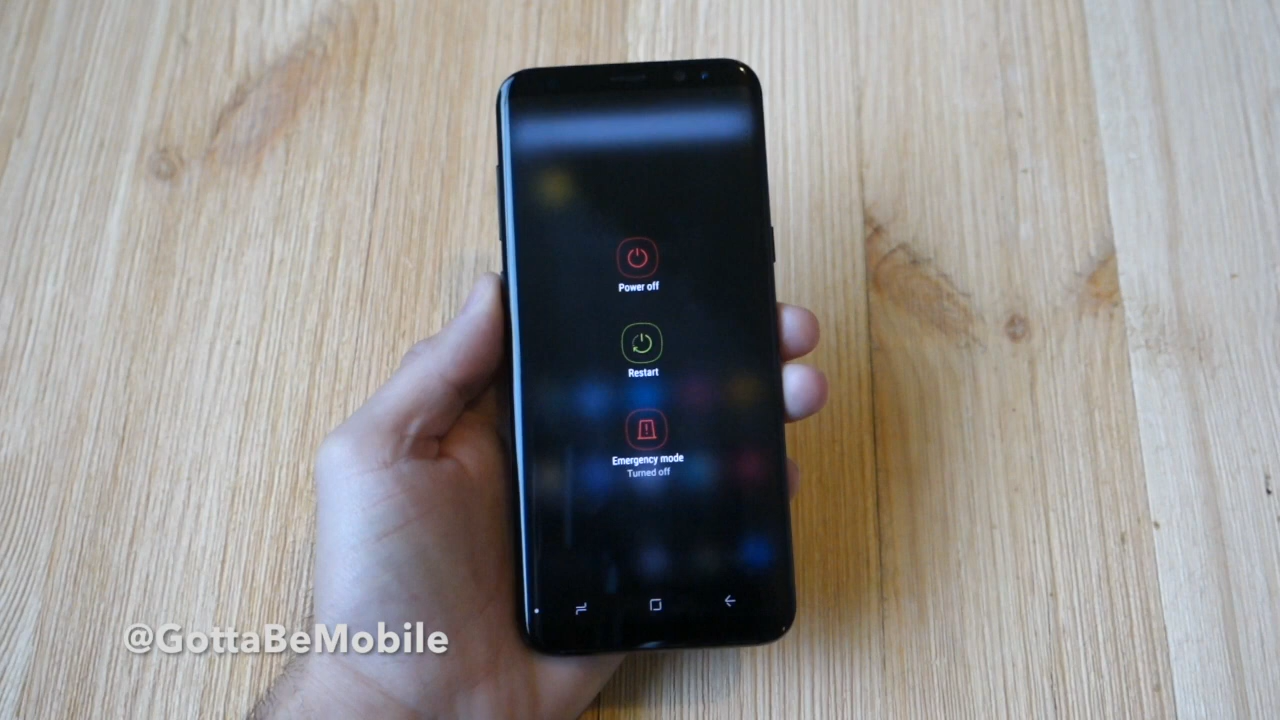 Power off
Restart
Emergency mode
Turned off
@GottaBeMobile